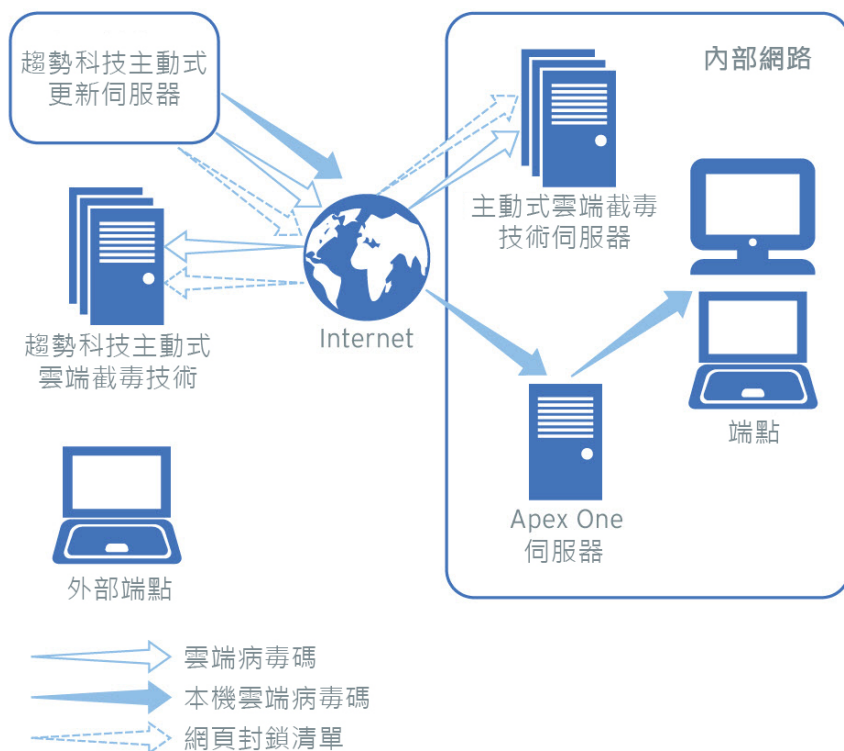 趨勢科技主動式
更新伺服器
內部網路
主動式雲端截毒
技術伺服器
Internet
趨勢科技主動式
雲端截毒技術
端點
Apex One
伺服器
外部端點
雲端病毒碼
本機雲端病毒碼
網頁封鎖清單